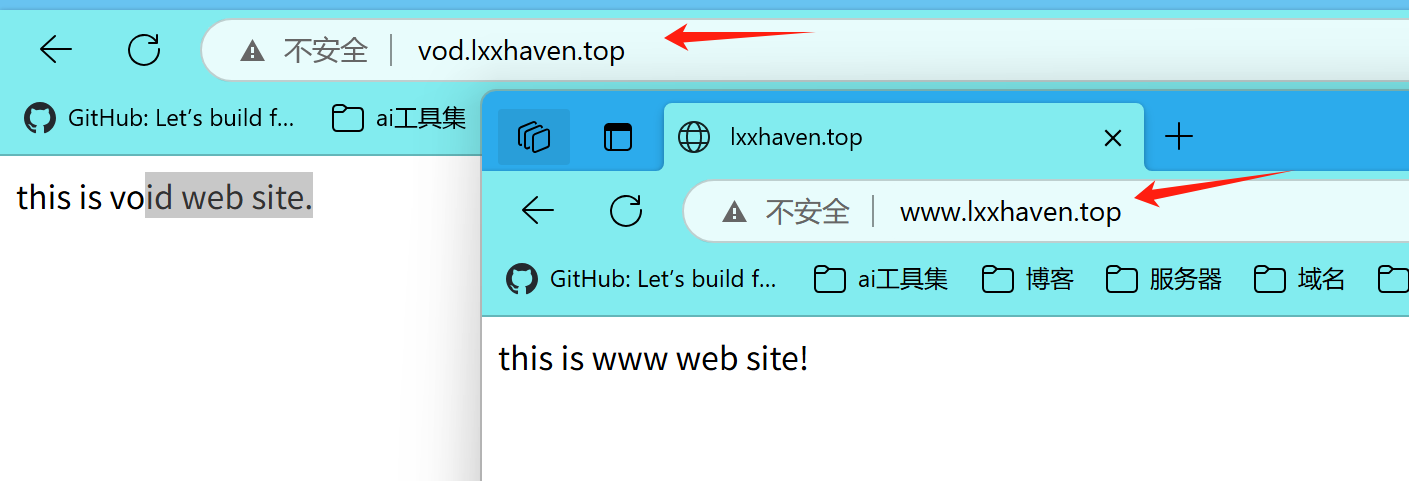 不安全 vod.lxxhaven.top
GitHub: Let's build f... ai工具集
this is void web site.
lxxhaven.top
不安全 www.lxxhaven.top
GitHub: Let's build f... ai工具集 博客 服务器 域名
this is www web site!